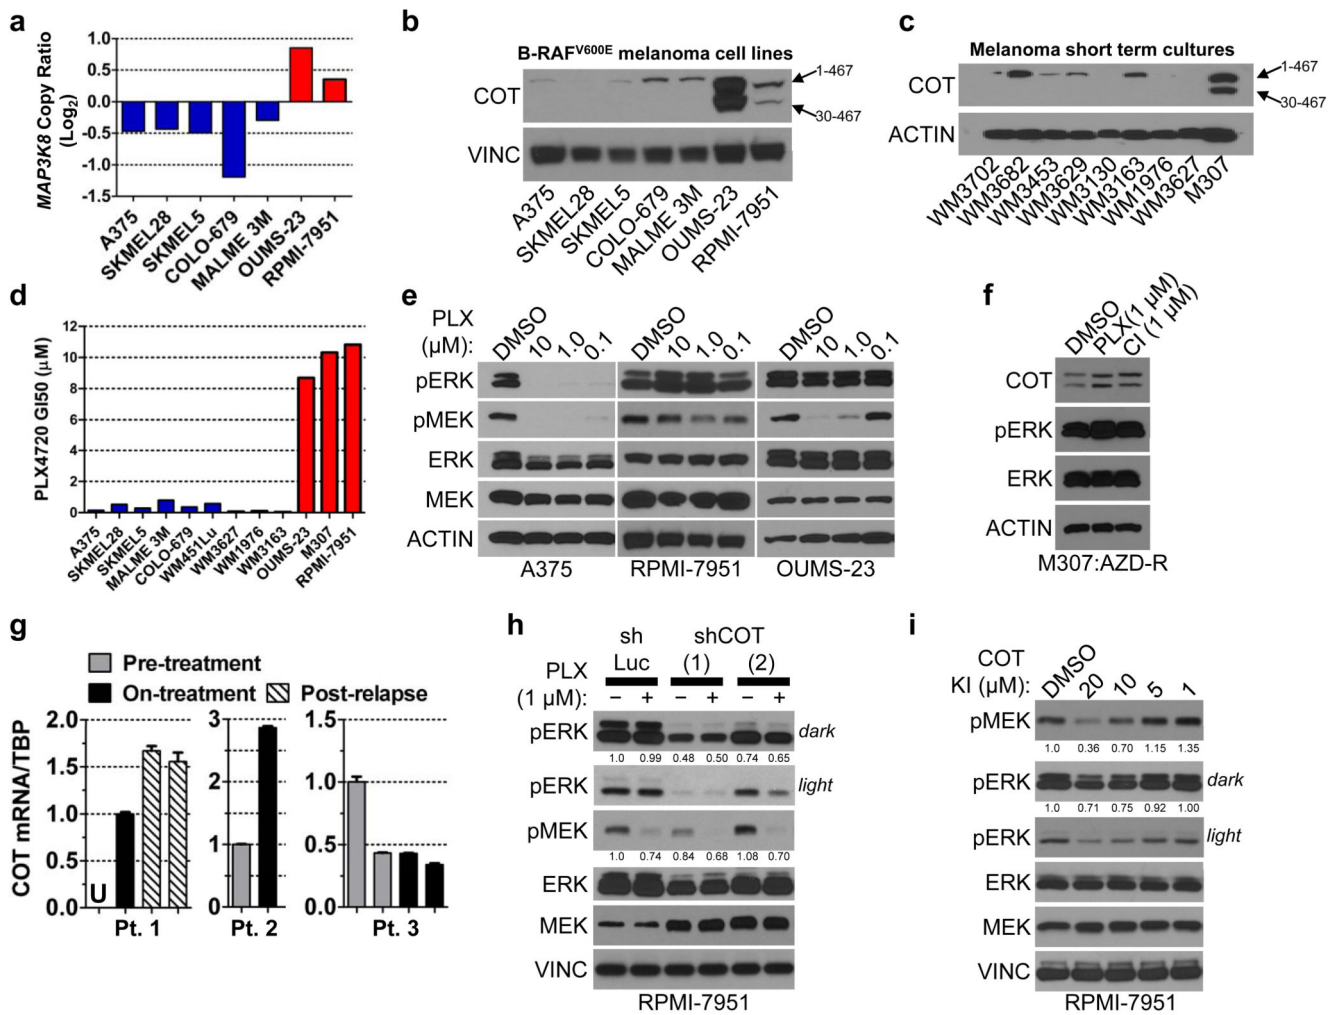 a
MAP3K8 Copy Ratio
(Log2)
1.0
0.5
0.0
-0.5
-1.0
-1.5
A375
SKMEL28
SKMEL5
COLO-679
MALME 3M
OUMS-23
RPMI-7951
b
B-RAFV600E melanoma cell lines
COT
1-467
30-467
VINC
A375
SKMEL28
SKMEL5
COLO-679
MALME 3M
OUMS-23
RPMI-7951
c
Melanoma short term cultures
COT
1-467
30-467
ACTIN
WM3702
WM3682
WM3453
WM3629
WM3130
WM3163
WM1976
WM3627
M307
d
PLX4720 GI50 (μM)
12
10
8
6
4
2
0
A375
SKMEL28
SKMEL5
MALME 3M
COLO-679
WM451Lu
WM3627
WM1976
WM3163
OUMS-23
M307
RPMI-7951
e
PLX
(μM):
DMSO 10 1.0 0.1 DMSO 10 1.0 0.1 DMSO 10 1.0 0.1
pERK
pMEK
ERK
MEK
ACTIN
A375 RPMI-7951 OUMS-23
f
DMSO
PLX(1 μM)
CI (1 μM)
COT
pERK
ERK
ACTIN
M307:AZD-R
g
Pre-treatment
On-treatment Post-relapse
COT mRNA/TBP
2.0
1.5
1.0
0.5
0.0
U
Pt. 1
3
2
1
0
Pt. 2
1.5
1.0
0.5
0.0
Pt. 3
h
sh Luc
shCOT
(1) (2)
PLX
(1 μM):
– + – + – +
pERK dark
1.0 0.99 0.48 0.50 0.74 0.65
pERK light
pMEK
1.0 0.74 0.84 0.68 1.08 0.70
ERK
MEK
VINC
RPMI-7951
i
COT
KI (μM):
DMSO 20 10 5 1
pMEK
1.0 0.36 0.70 1.15 1.35
pERK dark
1.0 0.71 0.75 0.92 1.00
pERK light
ERK
MEK
VINC
RPMI-7951